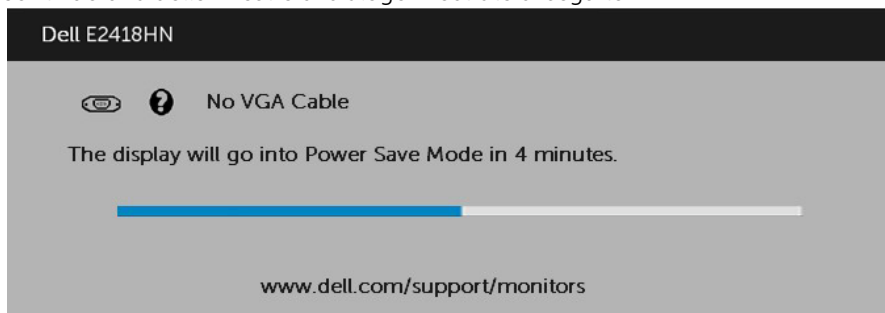 Dell E2418HN
No VGA Cable
The display will go into Power Save Mode in 4 minutes.
www.dell.com/support/monitors